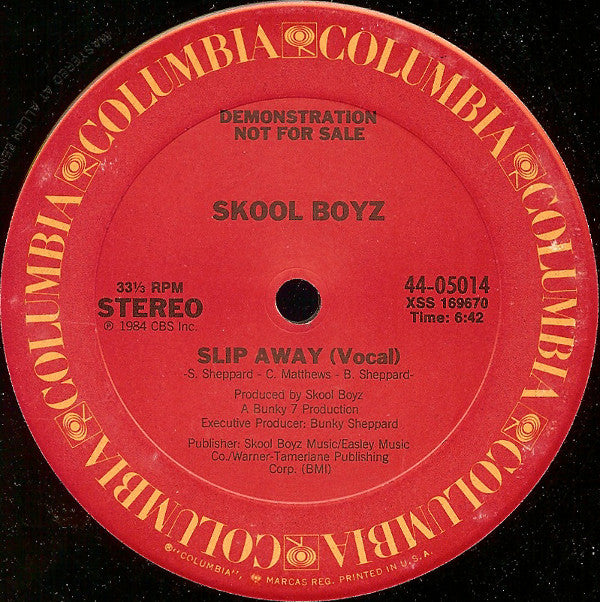 COLUMBIA COLUMBIA COLUMBIA COLUMBIA COLUMBIA COLUMBIA COLUMBIA COLUMBIA
DEMONSTRATION
NOT FOR SALE
SKOOL BOYZ
33⅓ RPM
STEREO
℗ 1984 CBS Inc.
44-05014
XSS 169670
Time: 6:42
SLIP AWAY (Vocal)
-S. Sheppard - C. Matthews - B. Sheppard-
Produced by Skool Boyz
A Bunky 7 Production
Executive Producer: Bunky Sheppard
Publisher: Skool Boyz Music/Easley Music
Co./Warner-Tamerlane Publishing
Corp. (BMI)
®"COLUMBIA", MARCAS REG. PRINTED IN U.S.A.